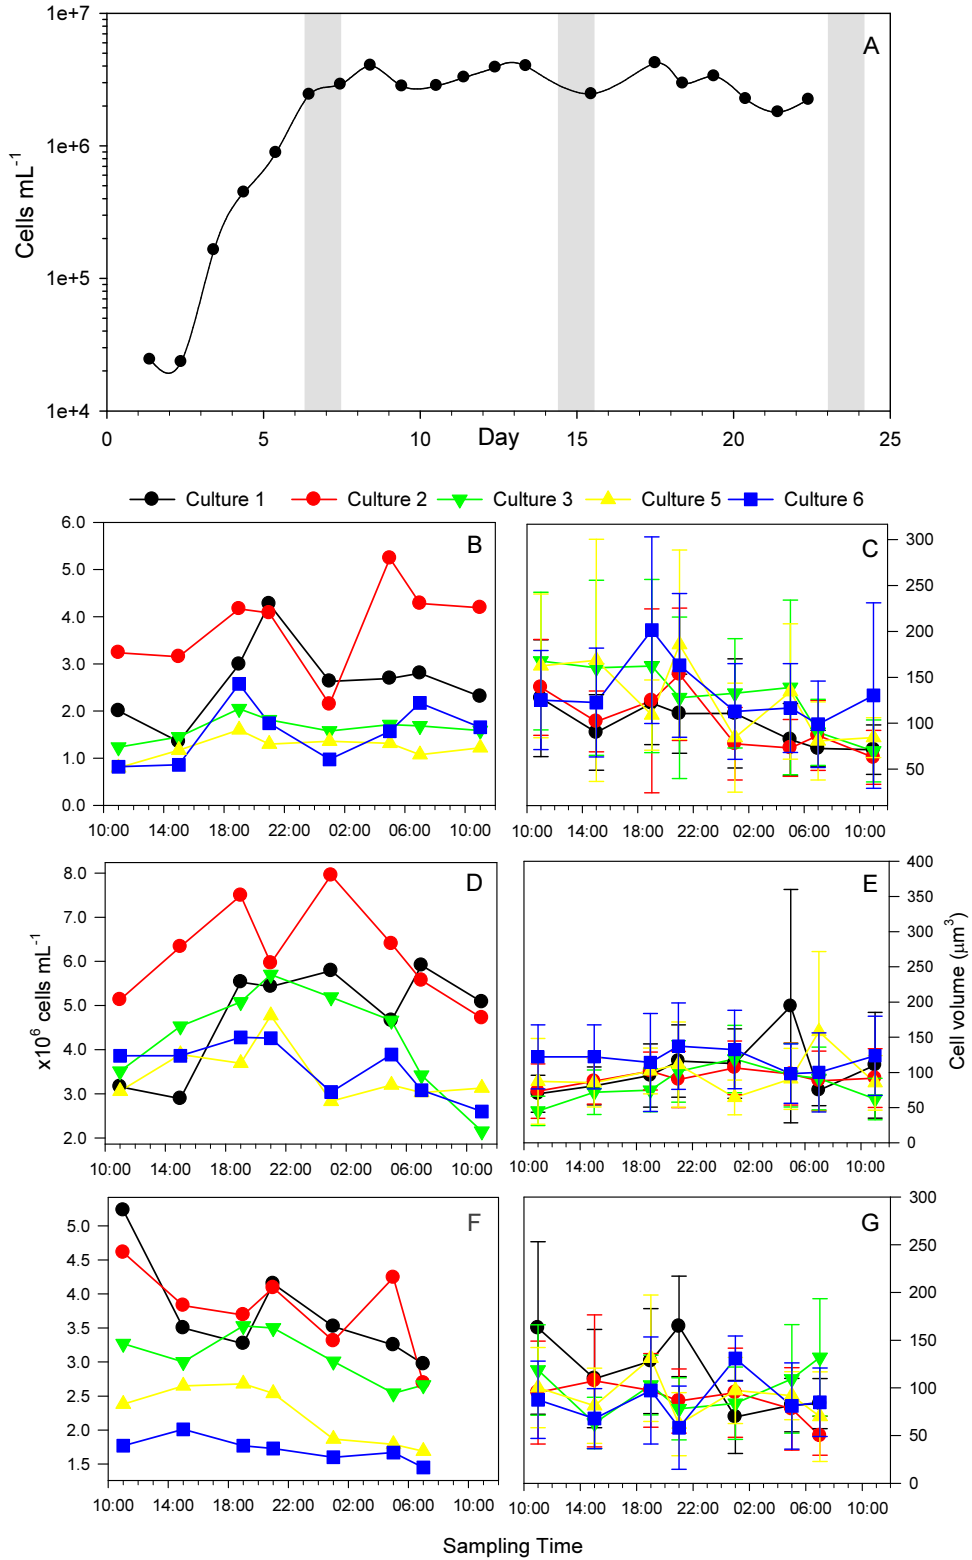 1e+7
A
1e+6
1e+5
1e+4
Cells mL-1
0 5 10 15 20 25
Day
Culture 1 Culture 2 Culture 3 Culture 5 Culture 6
6.0
5.0
4.0
3.0
2.0
1.0
0.0
B
10:00 14:00 18:00 22:00 02:00 06:00 10:00
C
300
250
200
150
100
50
10:00 14:00 18:00 22:00 02:00 06:00 10:00
x10⁶ cells mL-1
8.0
7.0
6.0
5.0
4.0
3.0
2.0
D
10:00 14:00 18:00 22:00 02:00 06:00 10:00
E
400
350
300
250
200
150
100
50
0
Cell volume (µm³)
10:00 14:00 18:00 22:00 02:00 06:00 10:00
5.0
4.5
4.0
3.5
3.0
2.5
2.0
1.5
F
10:00 14:00 18:00 22:00 02:00 06:00 10:00
G
300
250
200
150
100
50
0
10:00 14:00 18:00 22:00 02:00 06:00 10:00
Sampling Time